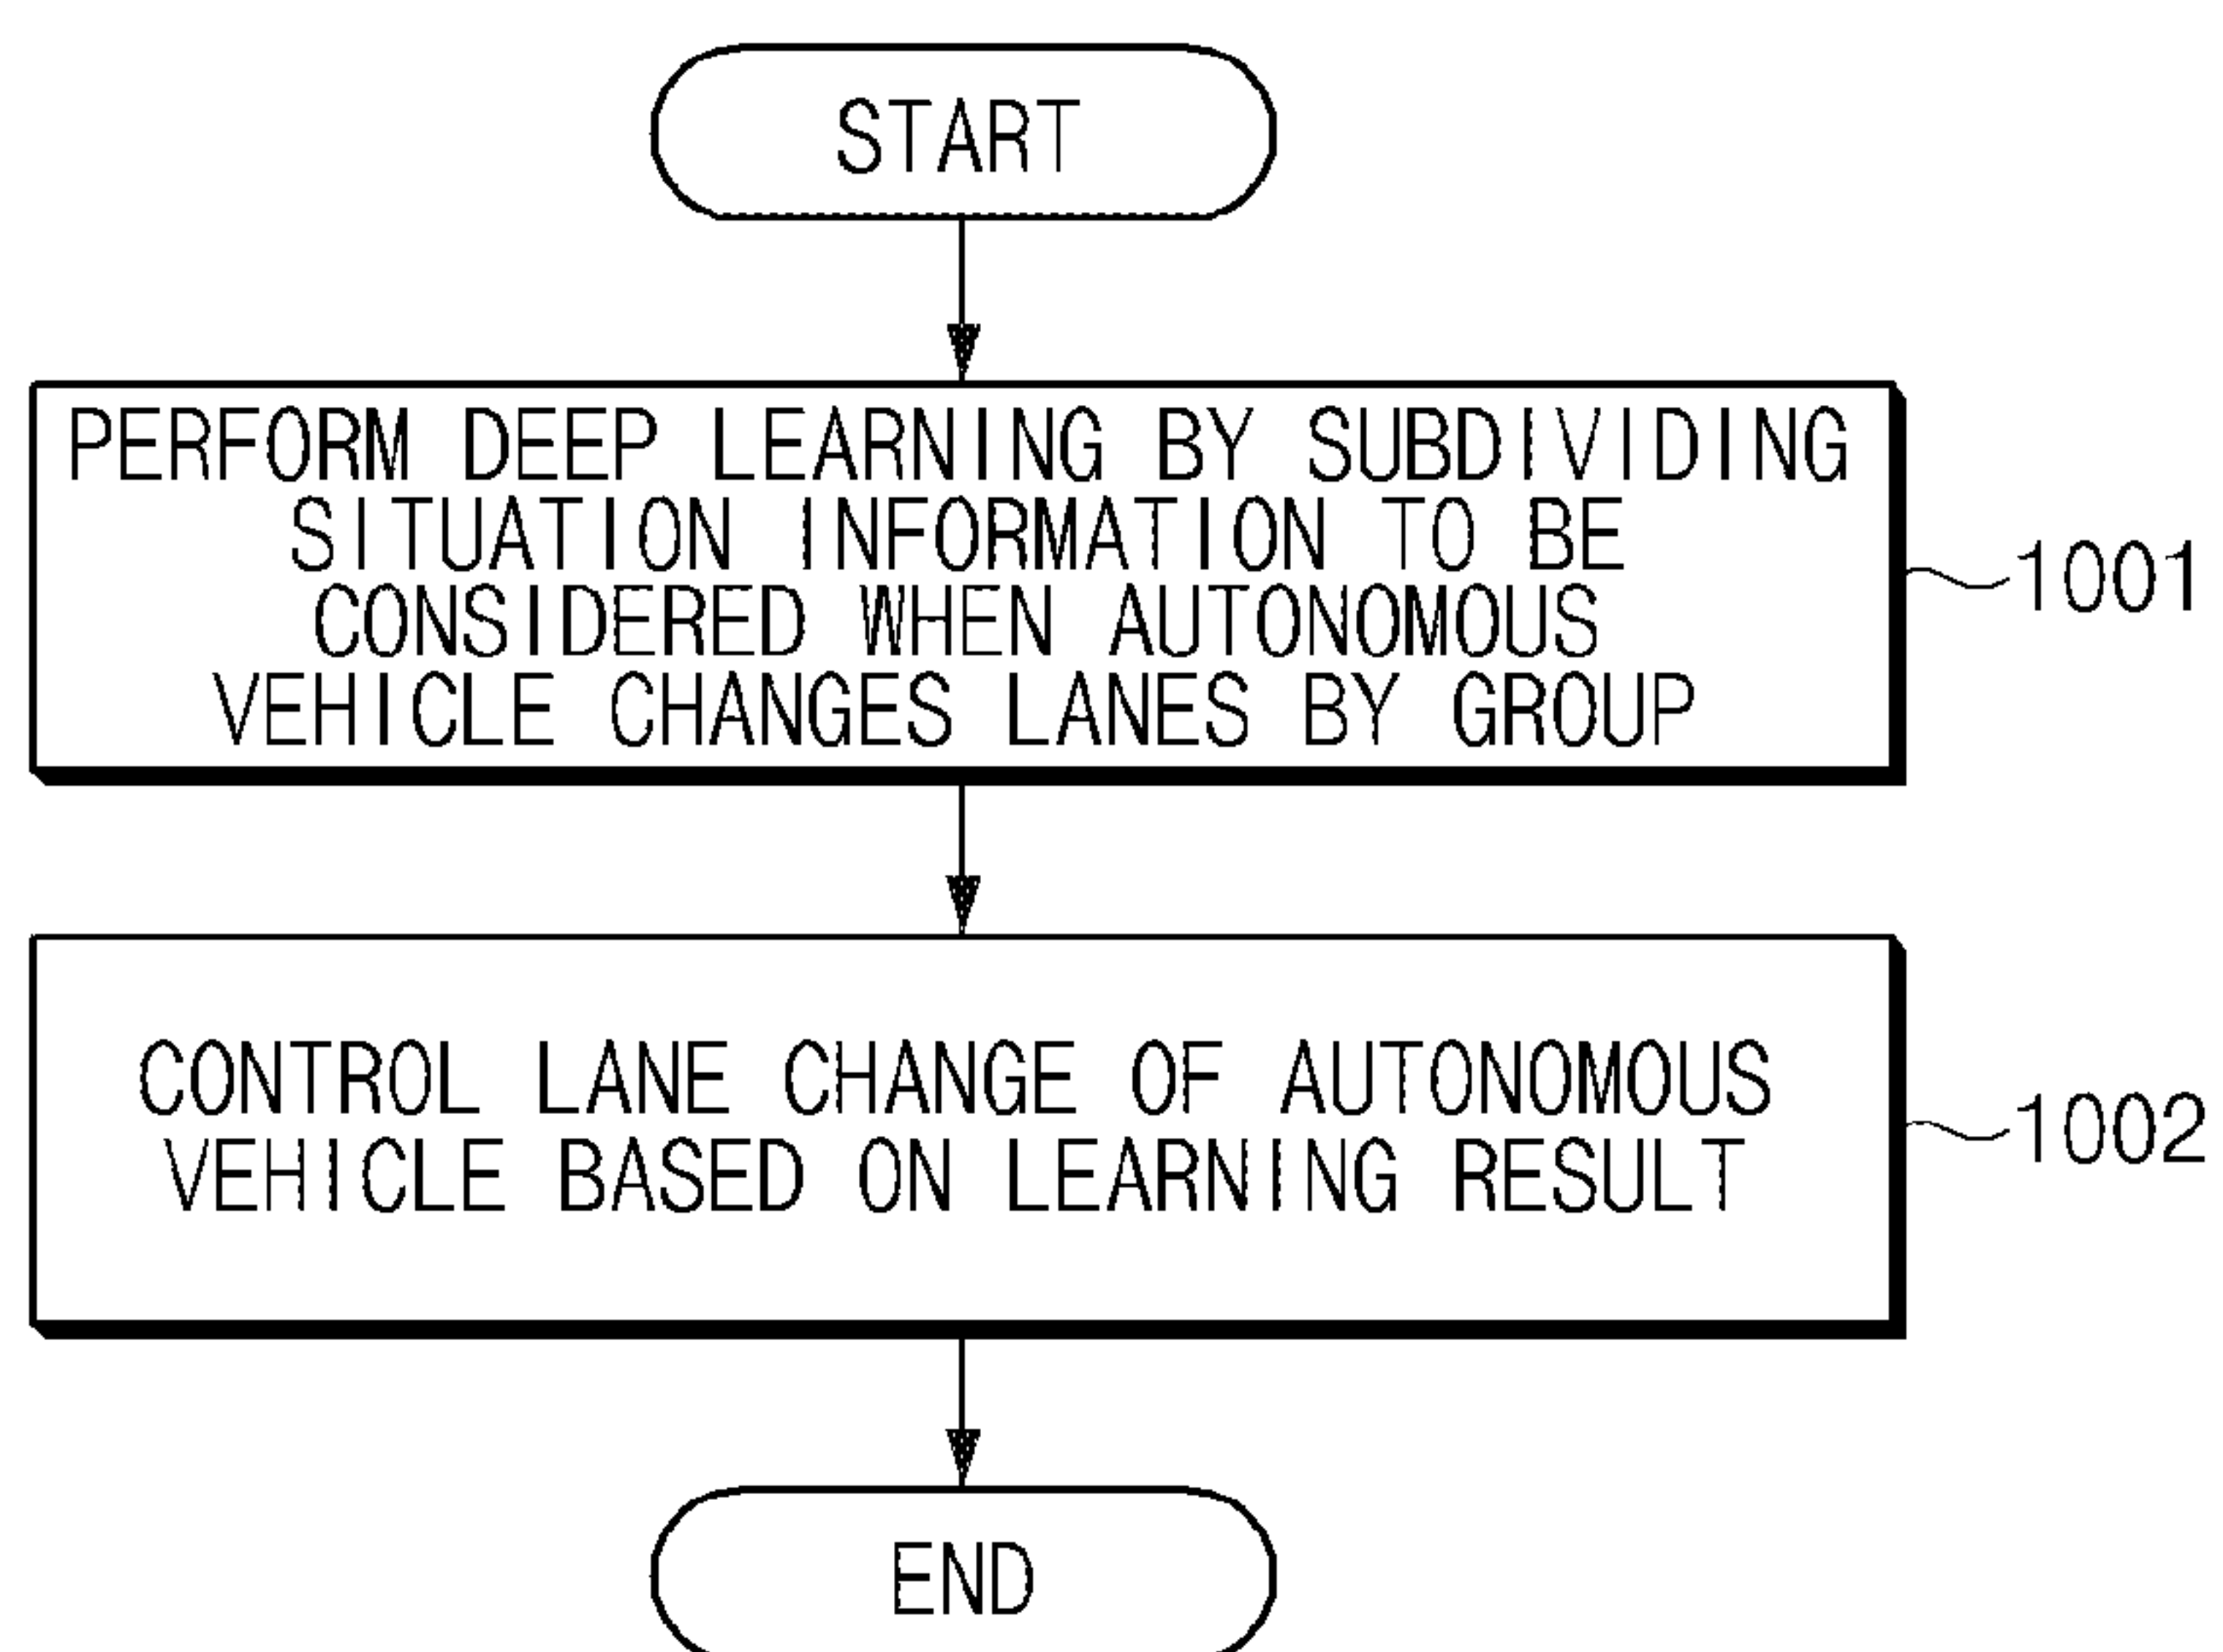 START
PERFORM DEEP LEARNING BY SUBDIVIDING
SITUATION INFORMATION TO BE
CONSIDERED WHEN AUTONOMOUS
VEHICLE CHANGES LANES BY GROUP
1001
CONTROL LANE CHANGE OF AUTONOMOUS
VEHICLE BASED ON LEARNING RESULT
1002
END